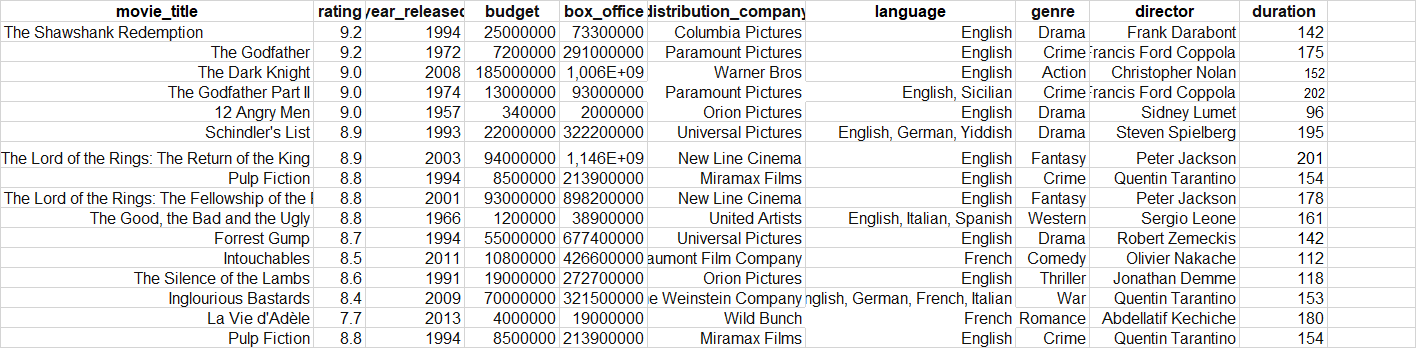 movie_title rating year_released budget box_office distribution_company language genre director duration
The Shawshank Redemption 9.2 1994 25000000 73300000 Columbia Pictures English Drama Frank Darabont 142
The Godfather 9.2 1972 7200000 291000000 Paramount Pictures English Crime Francis Ford Coppola 175
The Dark Knight 9.0 2008 185000000 1,006E+09 Warner Bros English Action Christopher Nolan 152
The Godfather Part II 9.0 1974 13000000 93000000 Paramount Pictures English, Sicilian Crime Francis Ford Coppola 202
12 Angry Men 9.0 1957 340000 2000000 Orion Pictures English Drama Sidney Lumet 96
Schindler's List 8.9 1993 22000000 322200000 Universal Pictures English, German, Yiddish Drama Steven Spielberg 195
The Lord of the Rings: The Return of the King 8.9 2003 94000000 1,146E+09 New Line Cinema English Fantasy Peter Jackson 201
Pulp Fiction 8.8 1994 8500000 213900000 Miramax Films English Crime Quentin Tarantino 154
The Lord of the Rings: The Fellowship of the 8.8 2001 93000000 898200000 New Line Cinema English Fantasy Peter Jackson 178
The Good, the Bad and the Ugly 8.8 1966 1200000 38900000 United Artists English, Italian, Spanish Western Sergio Leone 161
Forrest Gump 8.7 1994 55000000 677400000 Universal Pictures English Drama Robert Zemeckis 142
Intouchables 8.5 2011 10800000 426600000 aumont Film Company French Comedy Olivier Nakache 112
The Silence of the Lambs 8.6 1991 19000000 272700000 Orion Pictures English Thriller Jonathan Demme 118
Inglourious Bastards 8.4 2009 70000000 321500000 e Weinstein Company nglish, German, French, Italian War Quentin Tarantino 153
La Vie d'Adèle 7.7 2013 4000000 19000000 Wild Bunch French Romance Abdellatif Kechiche 180
Pulp Fiction 8.8 1994 8500000 213900000 Miramax Films English Crime Quentin Tarantino 154